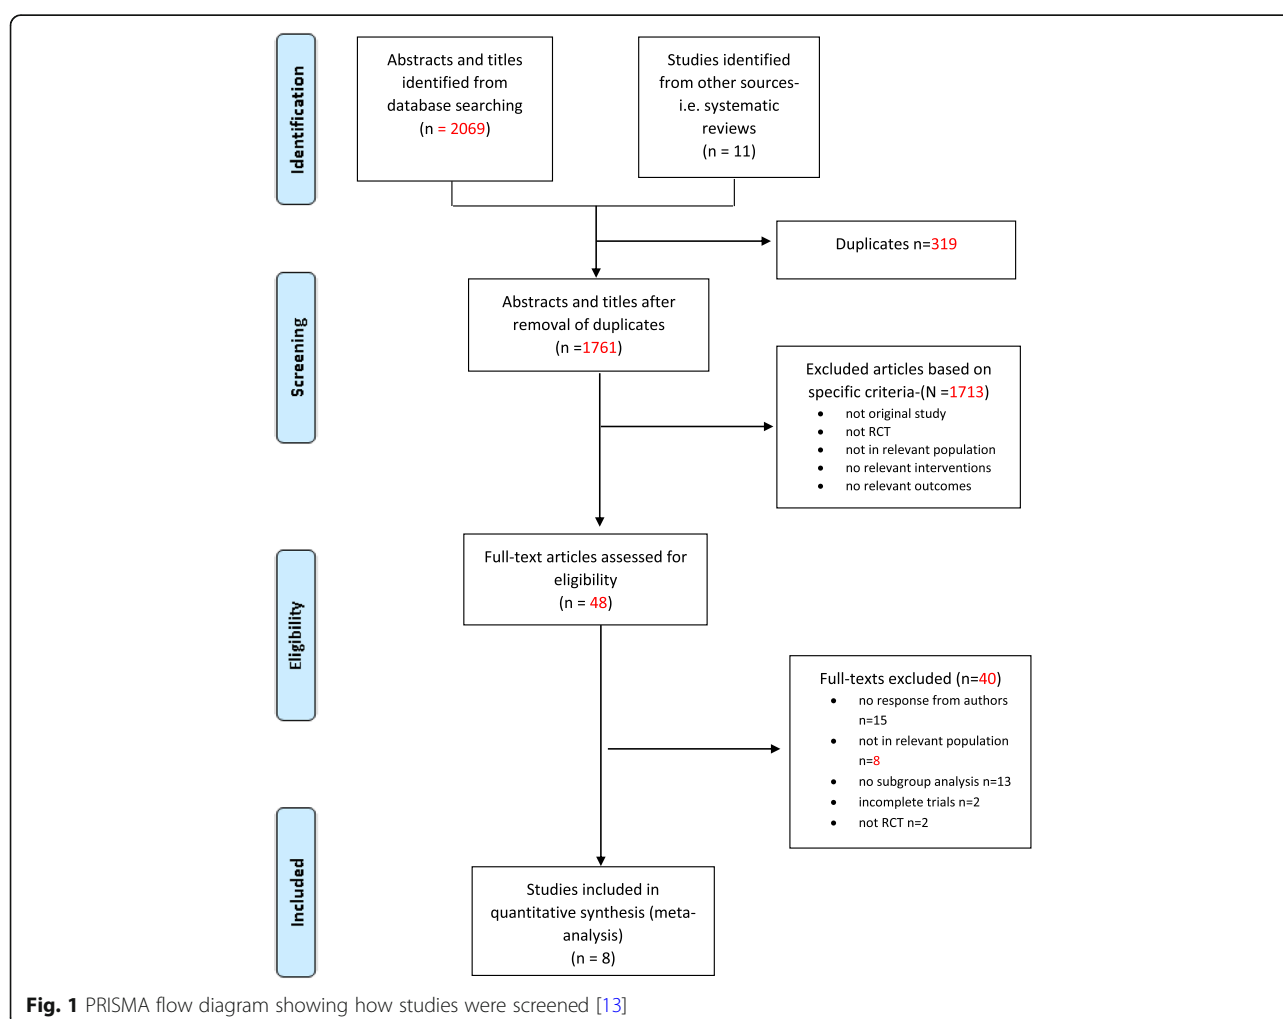 Identification
Abstracts and titles
identified from
database searching
(n = 2069)
Studies identified
from other sources-
i.e. systematic
reviews
(n = 11)
Duplicates n=319
Screening
Abstracts and titles after
removal of duplicates
(n =1761)
Excluded articles based on
specific criteria-(N =1713)
• not original study
• not RCT
• not in relevant population
• no relevant interventions
• no relevant outcomes
Eligibility
Full-text articles assessed for
eligibility
(n = 48)
Full-texts excluded (n=40)
• no response from authors
n=15
• not in relevant population
n=8
• no subgroup analysis n=13
• incomplete trials n=2
• not RCT n=2
Included
Studies included in
quantitative synthesis (meta-
analysis)
(n = 8)
Fig. 1 PRISMA flow diagram showing how studies were screened [13]